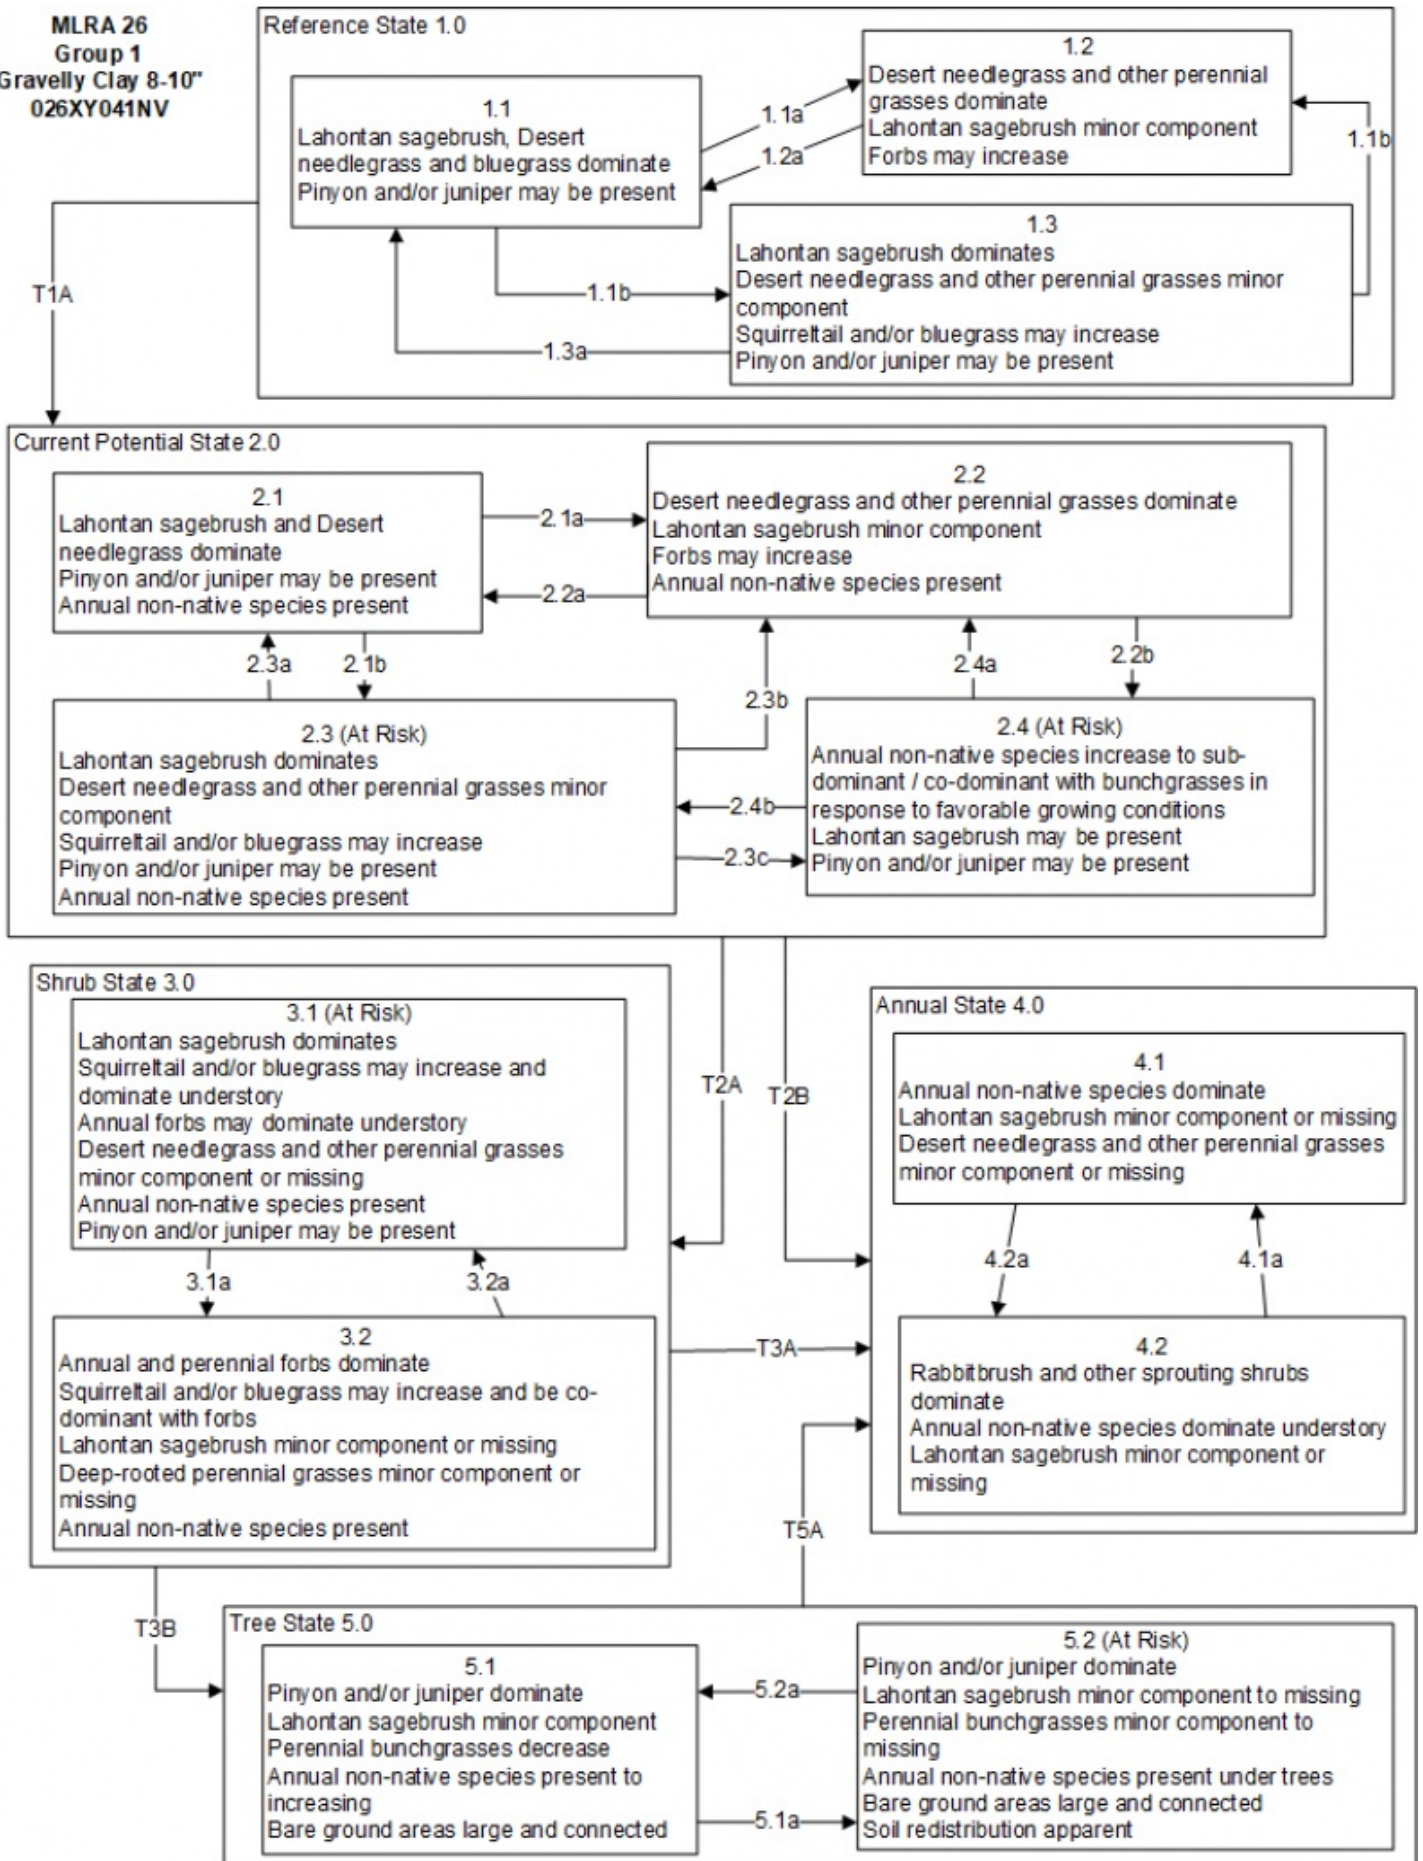 MLRA 26
Group 1
Gravelly Clay 8-10"
026XY041NV
Reference State 1.0
1.1
Lahontan sagebrush, Desert
needlegrass and bluegrass dominate
Pinyon and/or juniper may be present
1.1a
1.2a
1.2
Desert needlegrass and other perennial
grasses dominate
Lahontan sagebrush minor component
Forbs may increase
1.1b
1.3
Lahontan sagebrush dominates
Desert needlegrass and other perennial grasses minor
component
Squirreltail and/or bluegrass may increase
Pinyon and/or juniper may be present
1.1b
1.3a
T1A
Current Potential State 2.0
2.1
Lahontan sagebrush and Desert
needlegrass dominate
Pinyon and/or juniper may be present
Annual non-native species present
2.1a
2.2a
2.2
Desert needlegrass and other perennial grasses dominate
Lahontan sagebrush minor component
Forbs may increase
Annual non-native species present
2.3a
2.1b
2.3b
2.4a
2.2b
2.3 (At Risk)
Lahontan sagebrush dominates
Desert needlegrass and other perennial grasses minor
component
Squirreltail and/or bluegrass may increase
Pinyon and/or juniper may be present
Annual non-native species present
2.4b
2.3c
2.4 (At Risk)
Annual non-native species increase to sub-
dominant / co-dominant with bunchgrasses in
response to favorable growing conditions
Lahontan sagebrush may be present
Pinyon and/or juniper may be present
Shrub State 3.0
3.1 (At Risk)
Lahontan sagebrush dominates
Squirreltail and/or bluegrass may increase and
dominate understory
Annual forbs may dominate understory
Desert needlegrass and other perennial grasses
minor component or missing
Annual non-native species present
Pinyon and/or juniper may be present
3.1a
3.2a
3.2
Annual and perennial forbs dominate
Squirreltail and/or bluegrass may increase and be co-
dominant with forbs
Lahontan sagebrush minor component or missing
Deep-rooted perennial grasses minor component or
missing
Annual non-native species present
T2A
T2B
T3A
Annual State 4.0
4.1
Annual non-native species dominate
Lahontan sagebrush minor component or missing
Desert needlegrass and other perennial grasses
minor component or missing
4.2a
4.1a
4.2
Rabbitbrush and other sprouting shrubs
dominate
Annual non-native species dominate understory
Lahontan sagebrush minor component or
missing
T5A
T3B
Tree State 5.0
5.1
Pinyon and/or juniper dominate
Lahontan sagebrush minor component
Perennial bunchgrasses decrease
Annual non-native species present to
increasing
Bare ground areas large and connected
5.2a
5.1a
5.2 (At Risk)
Pinyon and/or juniper dominate
Lahontan sagebrush minor component to missing
Perennial bunchgrasses minor component to
missing
Annual non-native species present under trees
Bare ground areas large and connected
Soil redistribution apparent